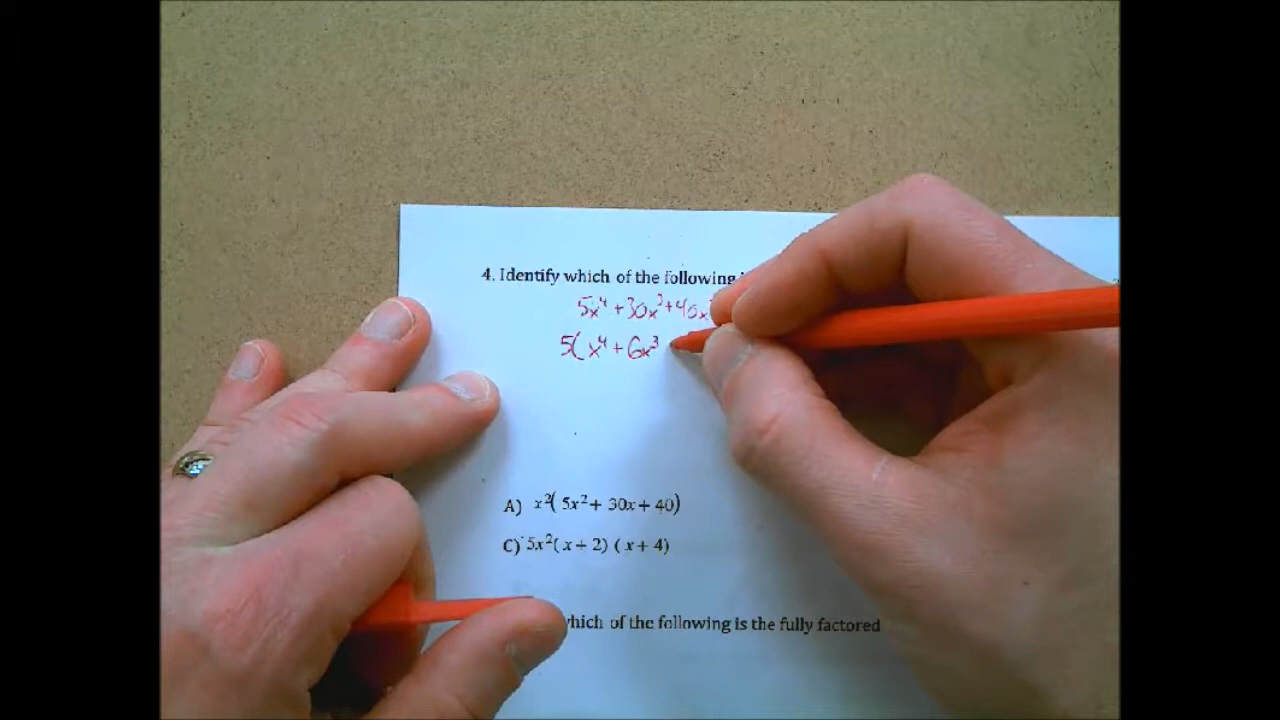 4. Identify which of the following
5x⁴ + 30x³ + 40x
5( x⁴ + 6x³
A) x²( 5x² + 30x + 40)
C) 5x²( x + 2) ( x + 4)
which of the following is the fully factored